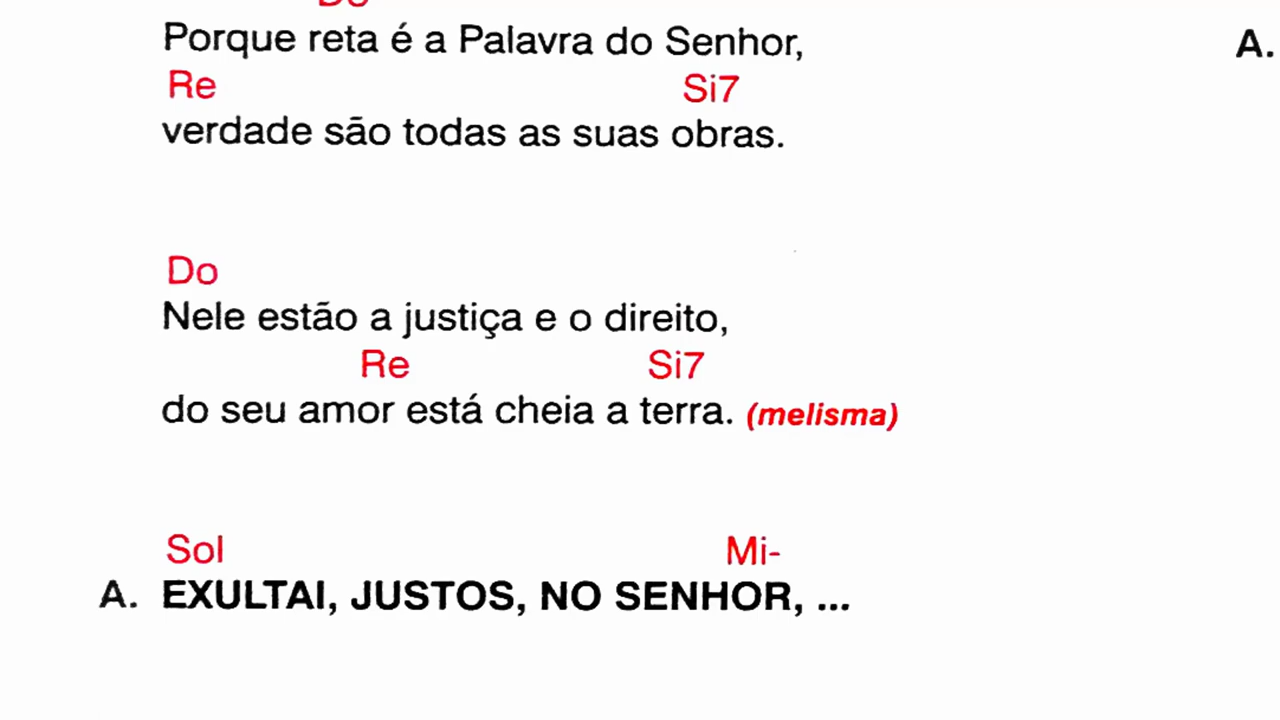 Do
Porque reta é a Palavra do Senhor,
A.
Re Si7
verdade são todas as suas obras.
Do
Nele estão a justiça e o direito,
Re Si7
do seu amor está cheia a terra. (melisma)
Sol Mi-
A. EXULTAI, JUSTOS, NO SENHOR, ...